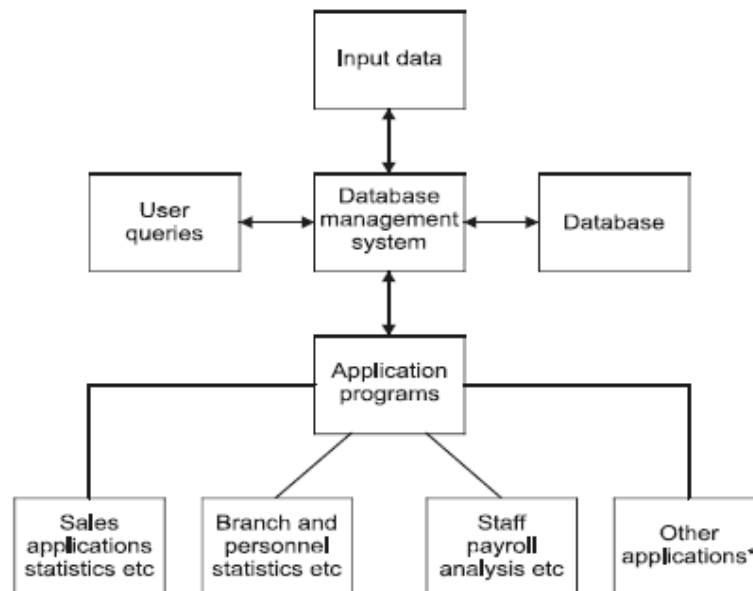 Input data
User
queries
Database
management
system
Database
Application
programs
Sales
applications
statistics etc
Branch and
personnel
statistics etc
Staff
payroll
analysis etc
Other
applications*